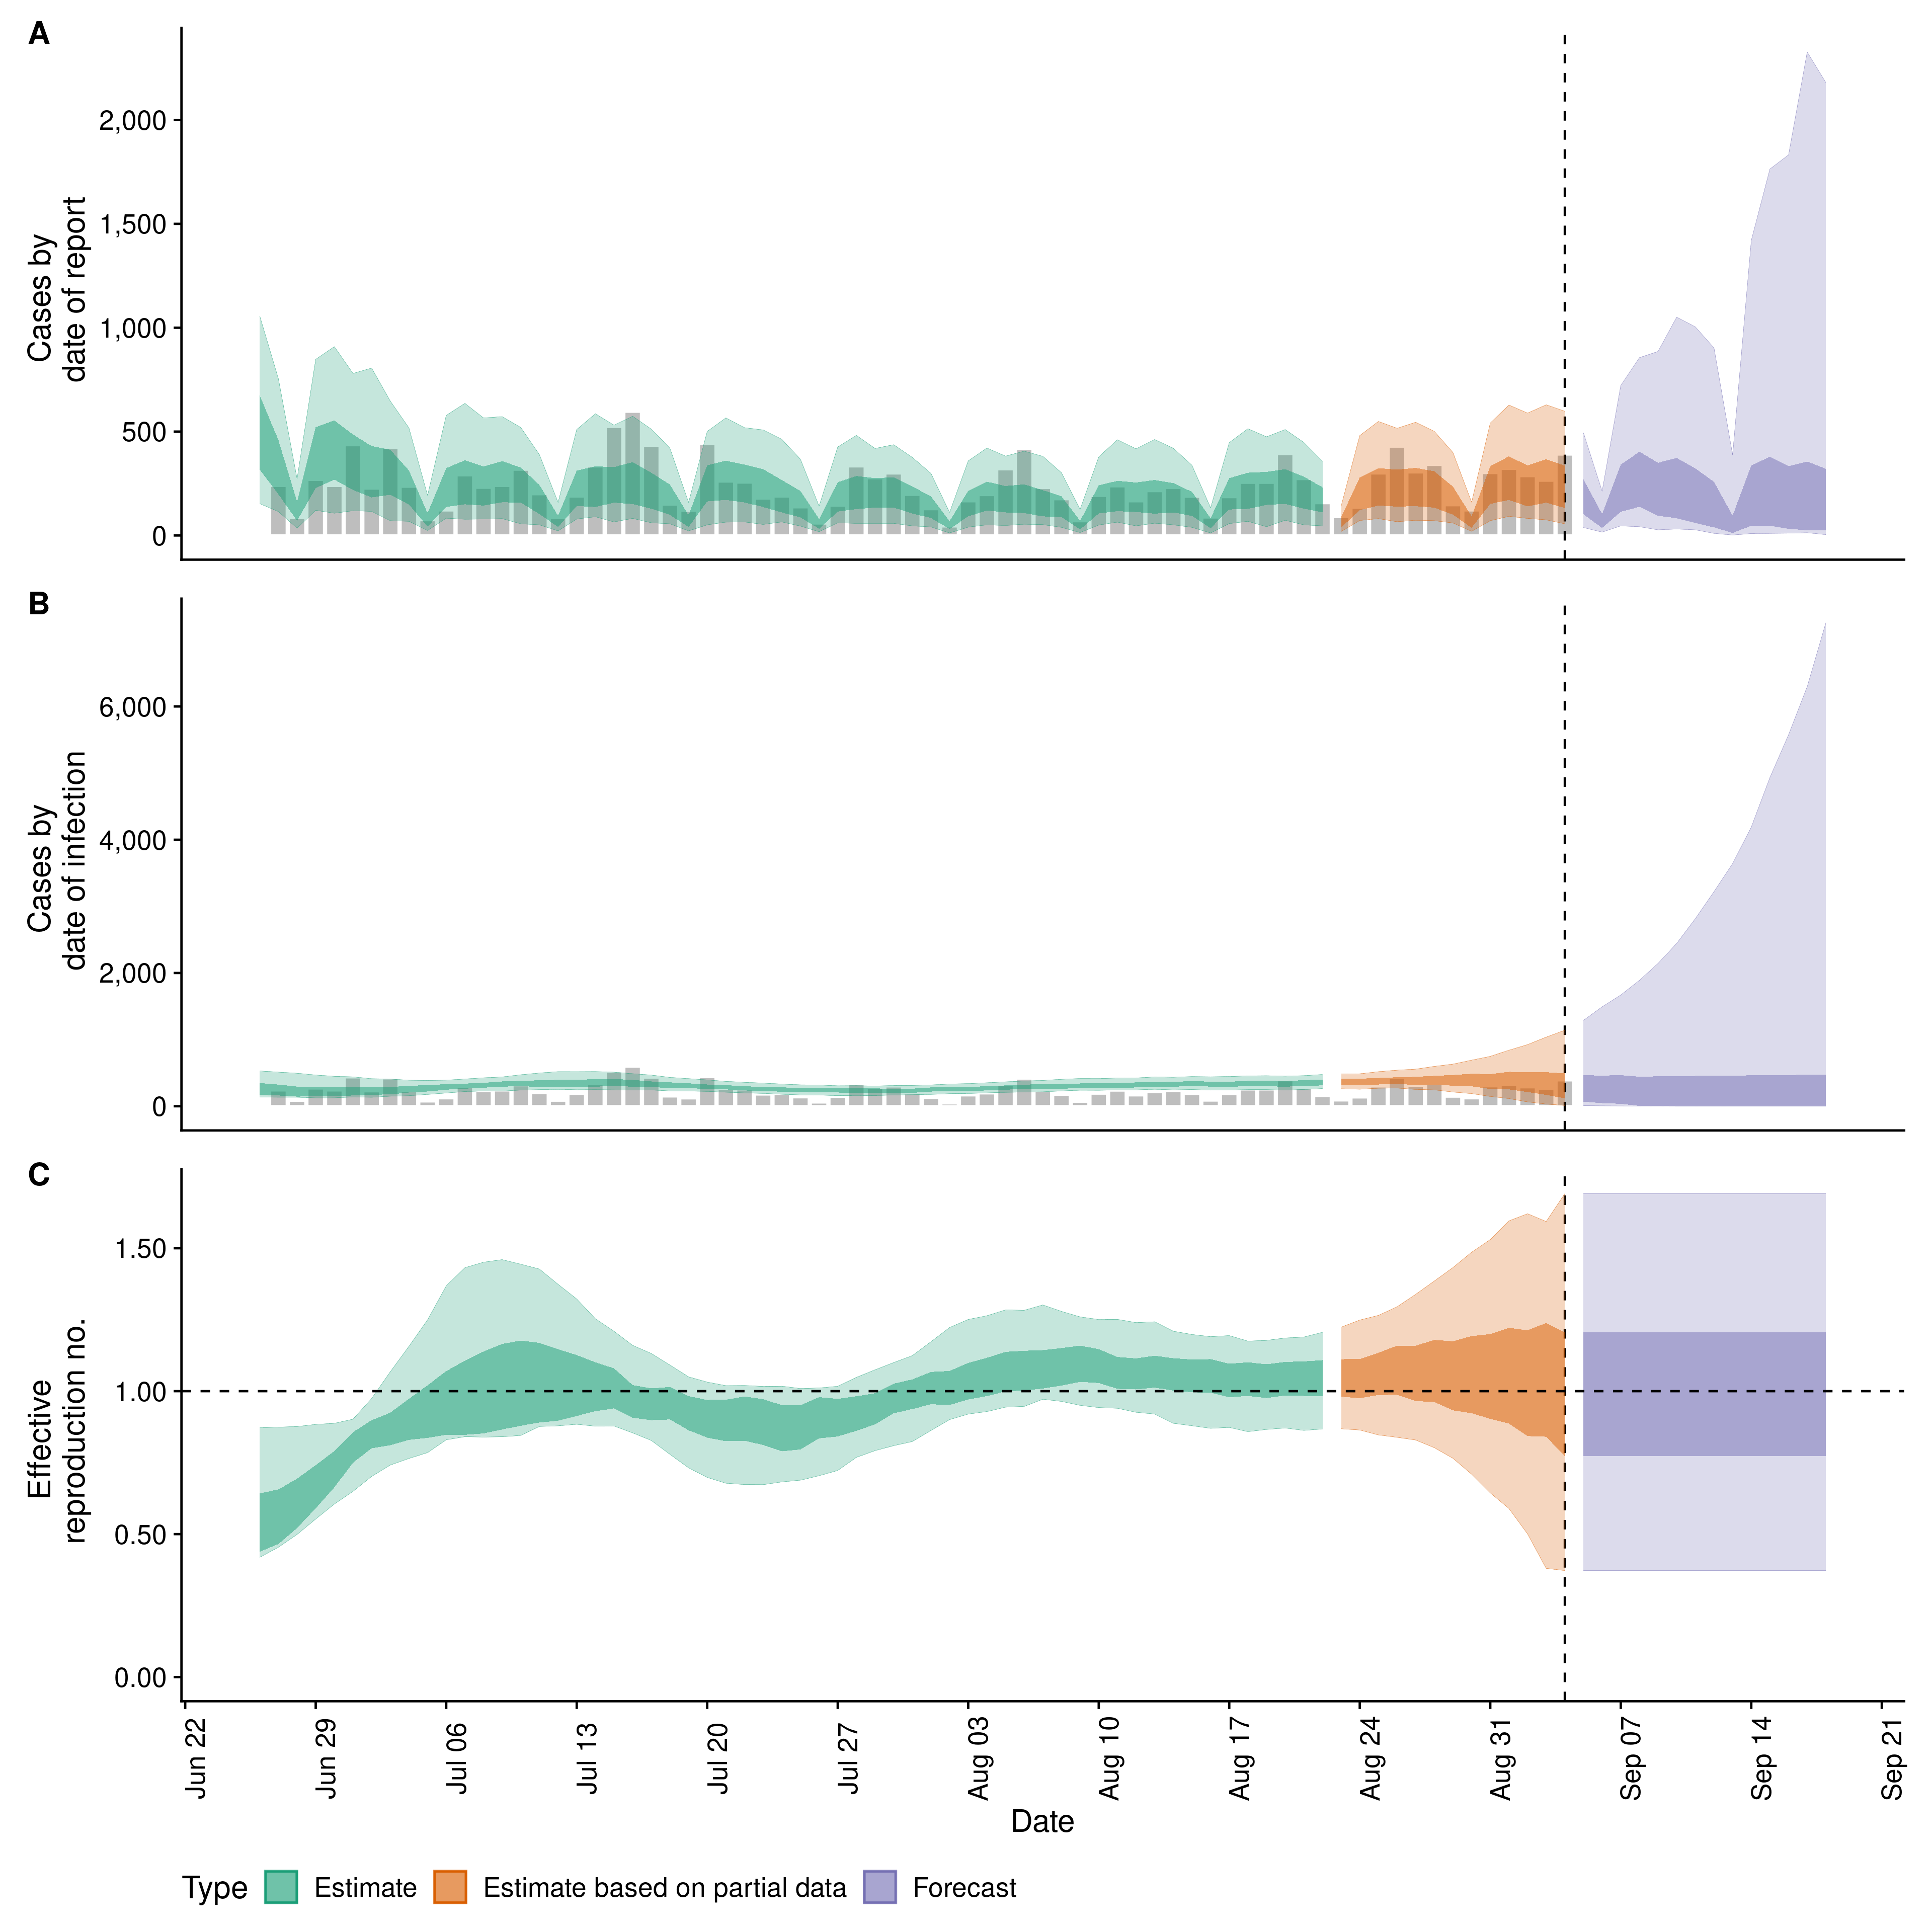 A
Cases by
date of report
2,000
1,500
1,000
500
0
B
Cases by
date of infection
6,000
4,000
2,000
0
C
Effective
reproduction no.
1.50
1.00
0.50
0.00
Jun 22
Jun 29
Jul 06
Jul 13
Jul 20
Jul 27
Aug 03
Aug 10
Aug 17
Aug 24
Aug 31
Sep 07
Sep 14
Sep 21
Date
Type Estimate Estimate based on partial data Forecast